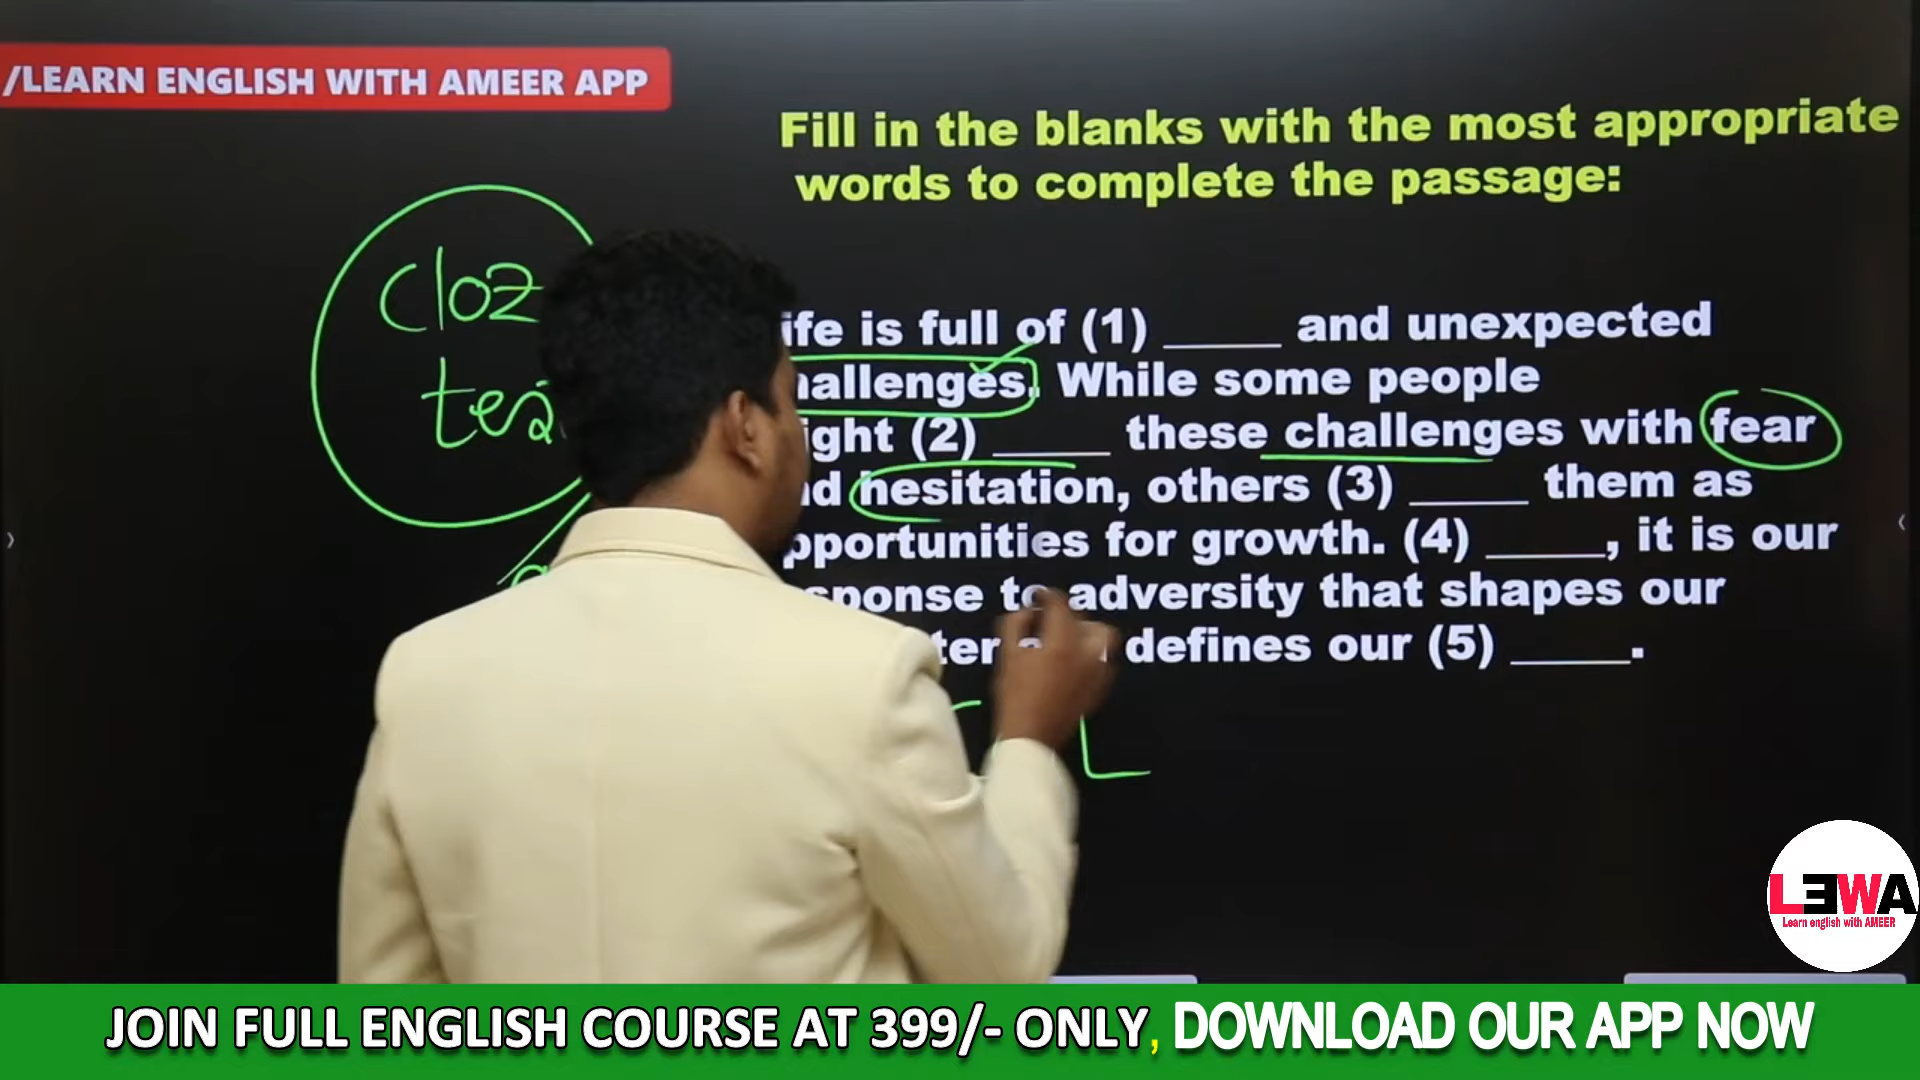 /LEARN ENGLISH WITH AMEER APP
Fill in the blanks with the most appropriate
words to complete the passage:
ife is full of (1) _____ and unexpected
hallenges. While some people
ight (2) _____ these challenges with fear
hesitation, others (3) _____ them as
pportunities for growth. (4) _____, it is our
sponse to adversity that shapes our
defines our (5) _____.
Cloz
tes
LEWA
Learn english with AMEER
JOIN FULL ENGLISH COURSE AT 399/- ONLY, DOWNLOAD OUR APP NOW